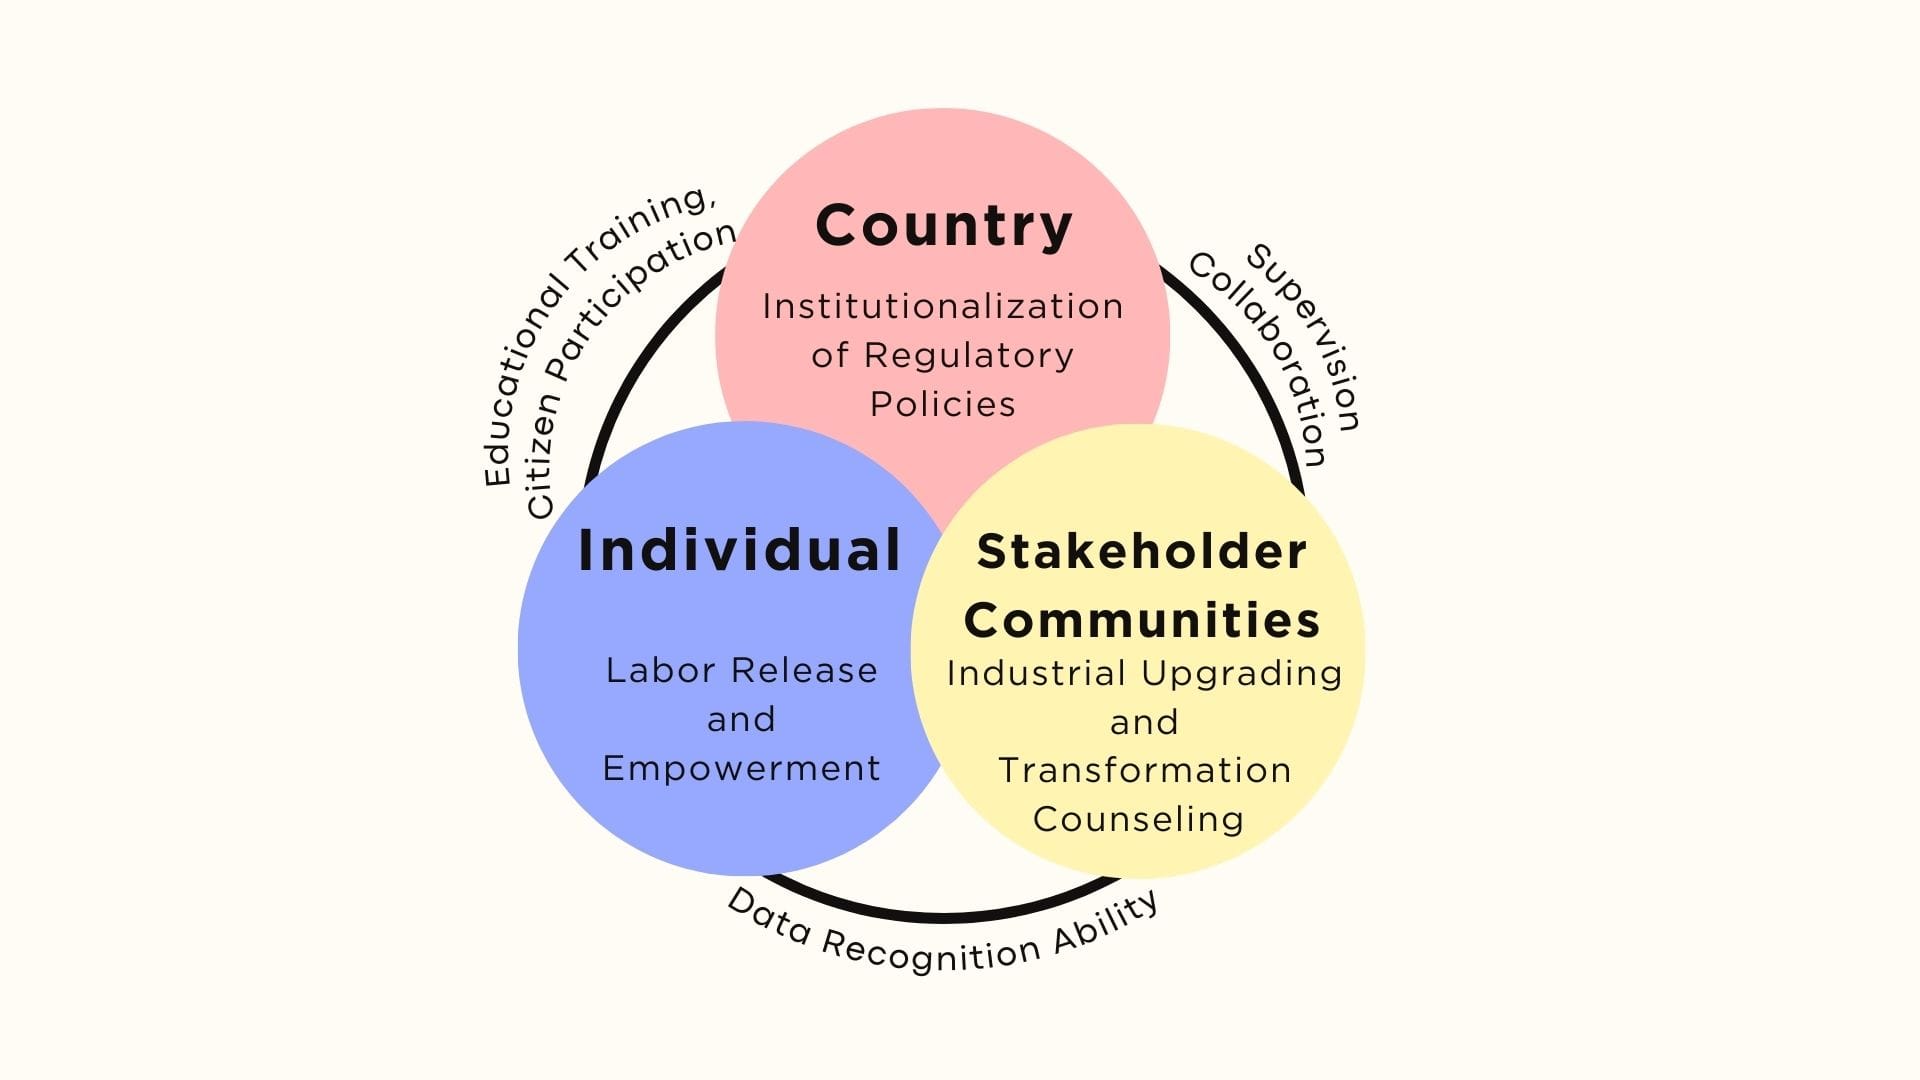 Educational Training,
Citizen Participation
Supervision
Collaboration
Country
Institutionalization
of Regulatory
Policies
Individual
Labor Release
and
Empowerment
Stakeholder
Communities
Industrial Upgrading
and
Transformation
Counseling
Data Recognition Ability